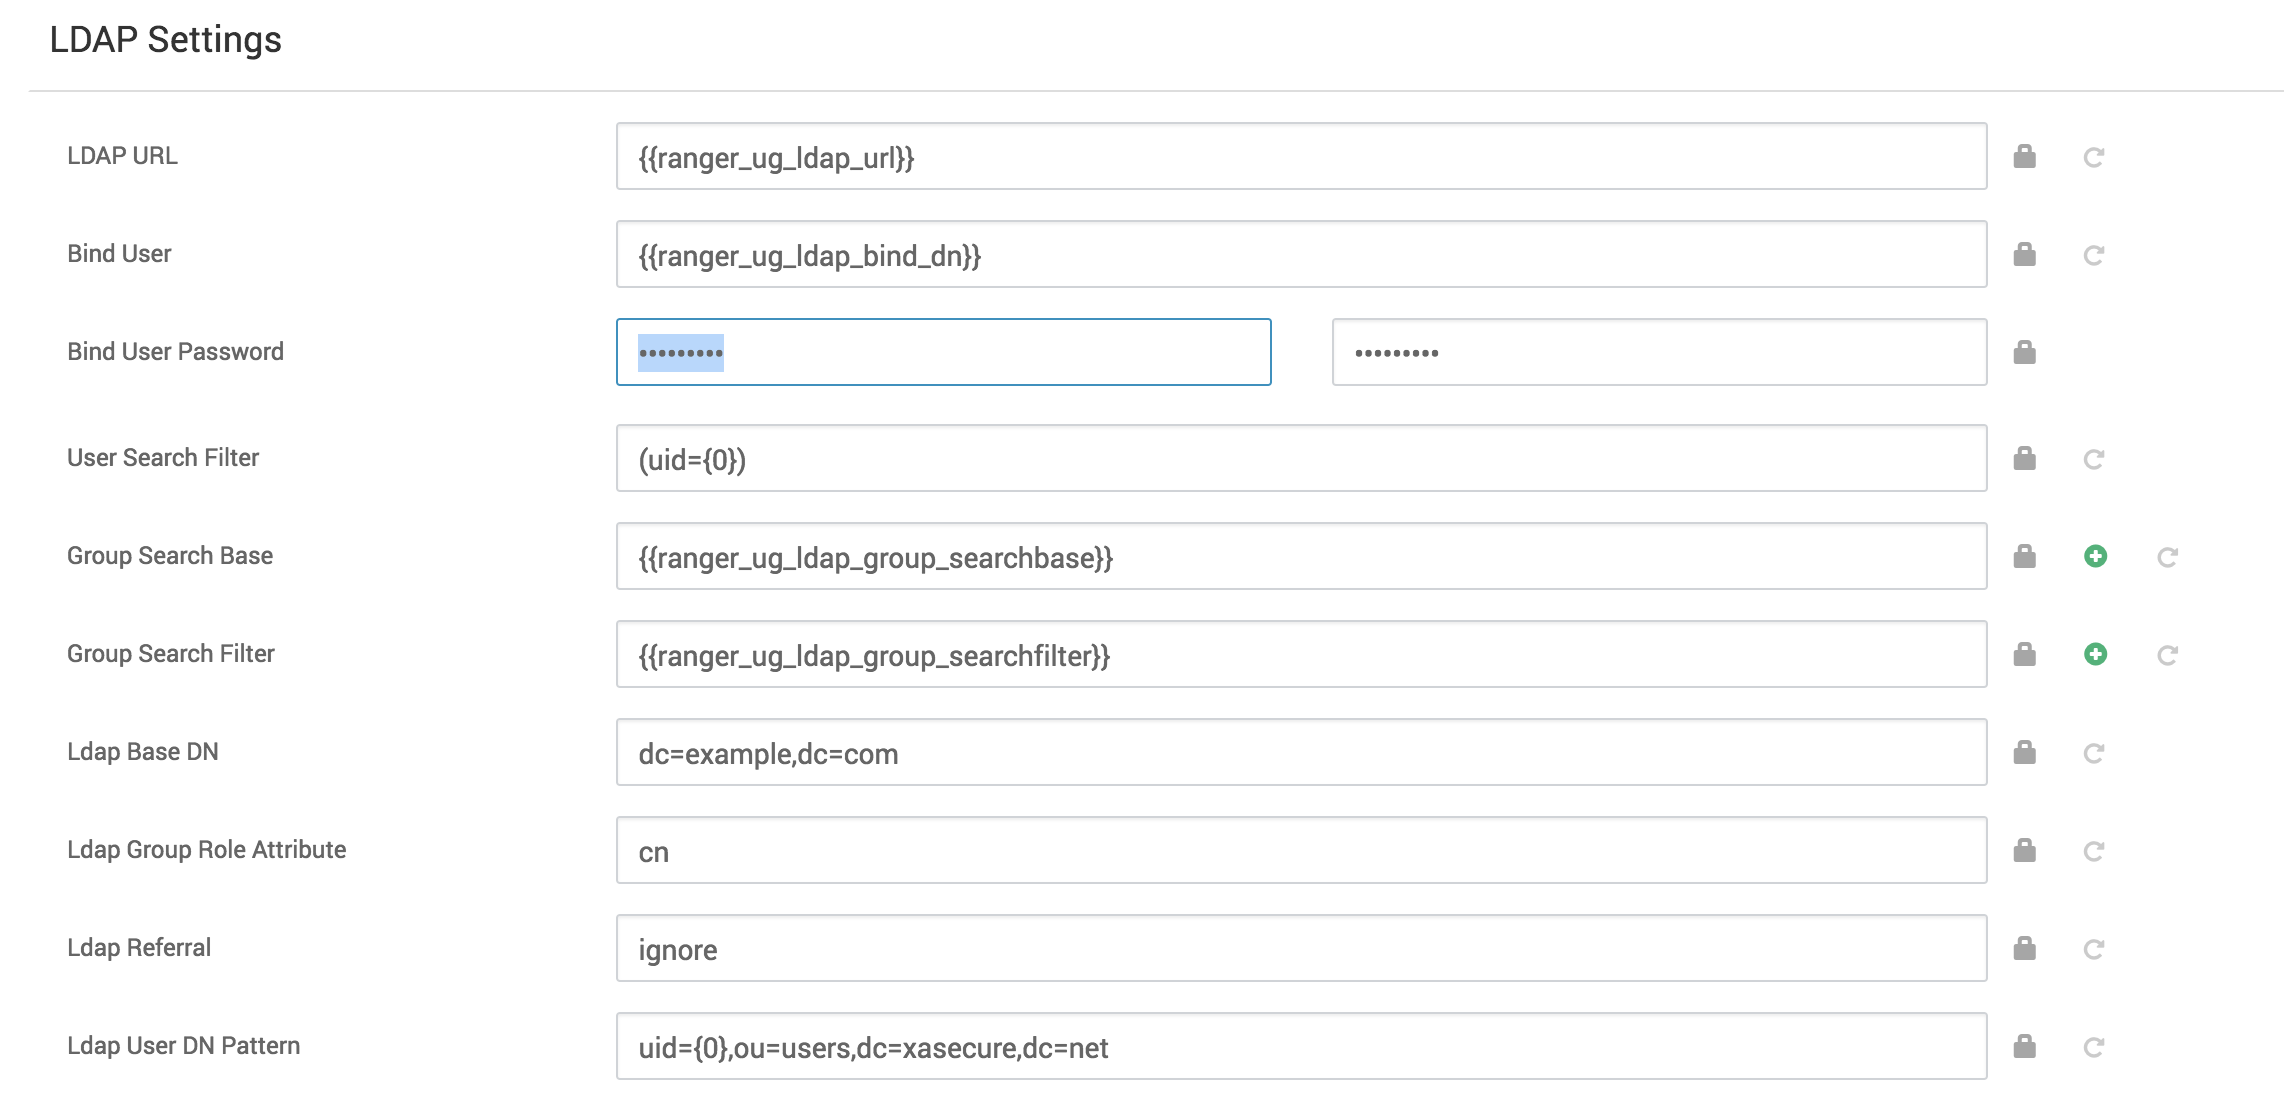 LDAP Settings
LDAP URL {{ranger_ug_ldap_url}}
Bind User {{ranger_ug_ldap_bind_dn}}
Bind User Password ••••••••• •••••••••
User Search Filter (uid={0})
Group Search Base {{ranger_ug_ldap_group_searchbase}}
Group Search Filter {{ranger_ug_ldap_group_searchfilter}}
Ldap Base DN dc=example,dc=com
Ldap Group Role Attribute cn
Ldap Referral ignore
Ldap User DN Pattern uid={0},ou=users,dc=xasecure,dc=net